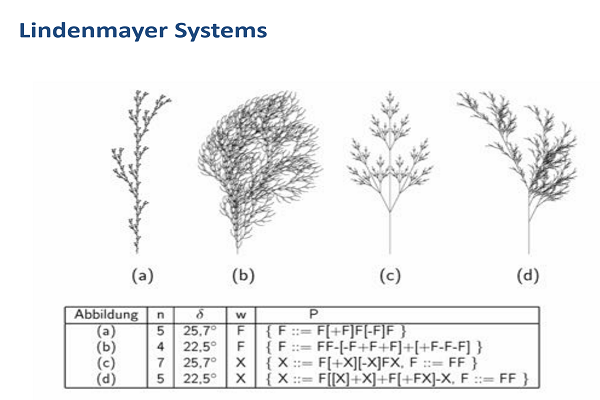 Lindenmayer Systems
(a) (b) (c) (d)
Abbildung n δ w P
(a) 5 25,7° F { F ::= F[+F]F[-F]F }
(b) 4 22,5° F { F ::= FF-[-F+F+F]+[+F-F-F] }
(c) 7 25,7° X { X ::= F[+X][-X]FX, F ::= FF }
(d) 5 22,5° X { X ::= F[[X]+X]+F[+FX]-X, F ::= FF }